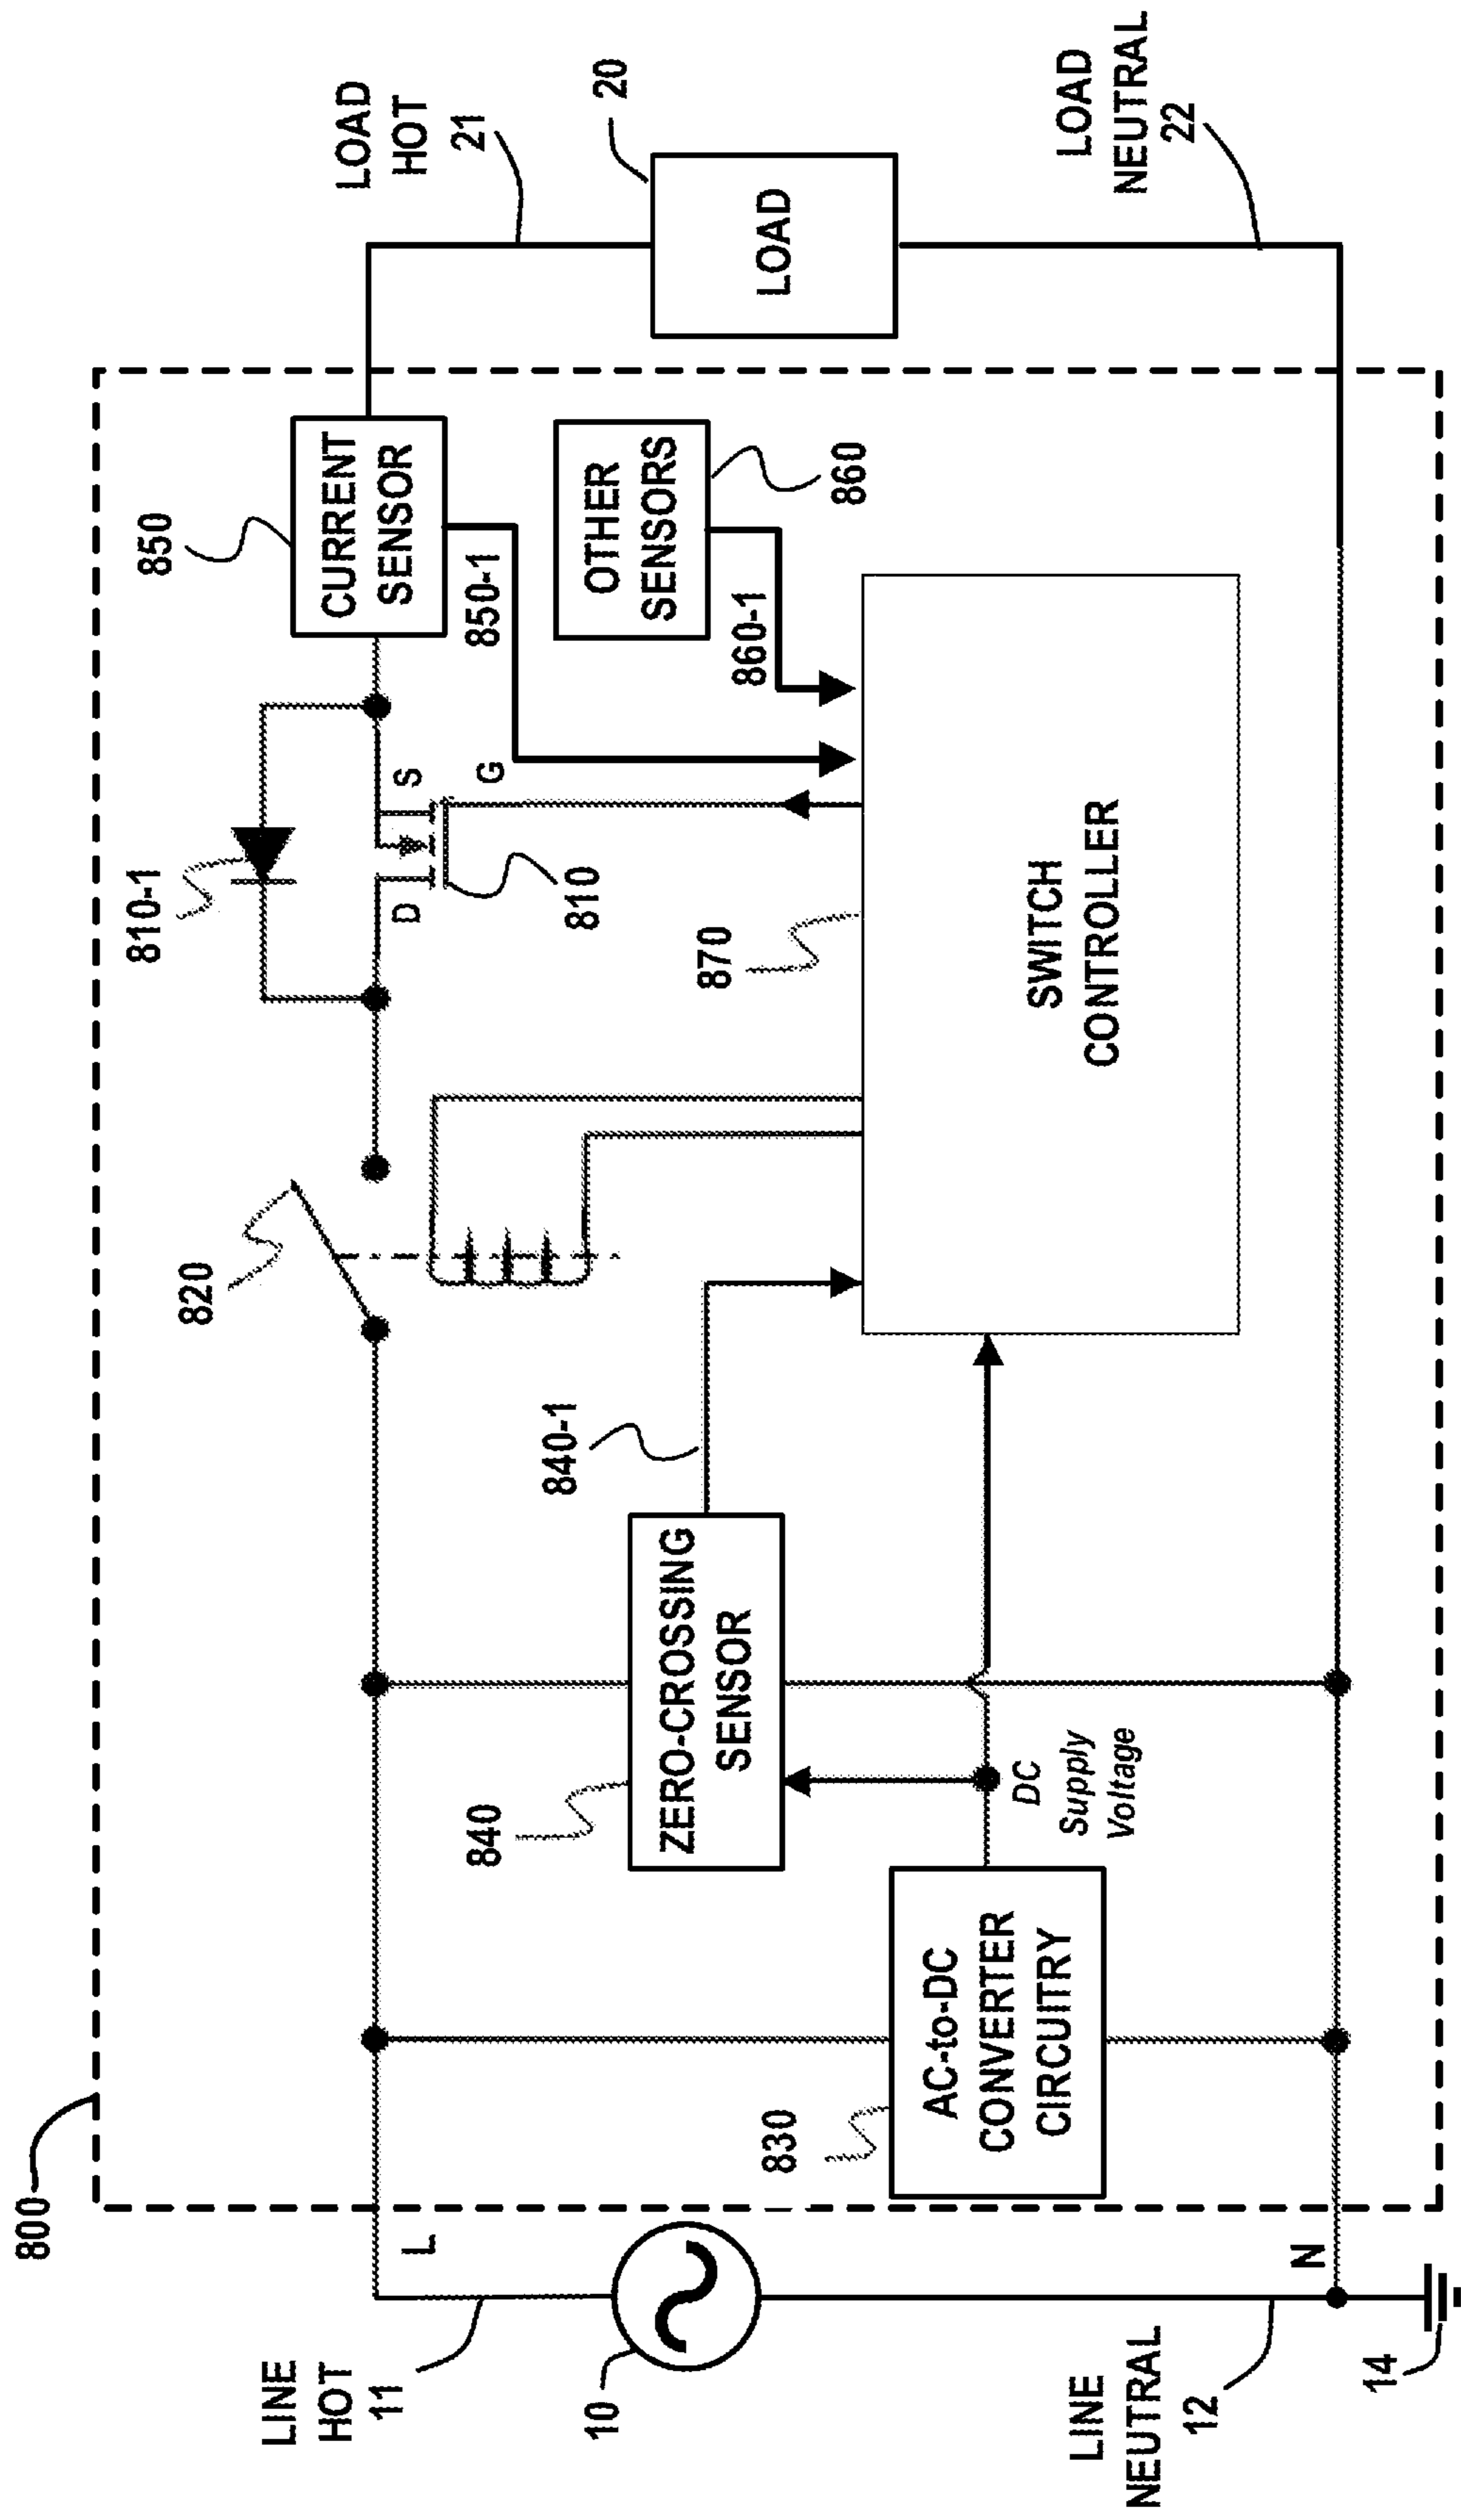 800
LINE
HOT
11
L
10
LINE
NEUTRAL
12
N
14
830
AC-to-DC
CONVERTER
CIRCUITRY
840
ZERO-CROSSING
SENSOR
DC
Supply
Voltage
840-1
820
810-1
D
S
G
810
870
SWITCH
CONTROLLER
850
CURRENT
SENSOR
850-1
OTHER
SENSORS
860
860-1
LOAD
HOT
21
20
LOAD
LOAD
NEUTRAL
22